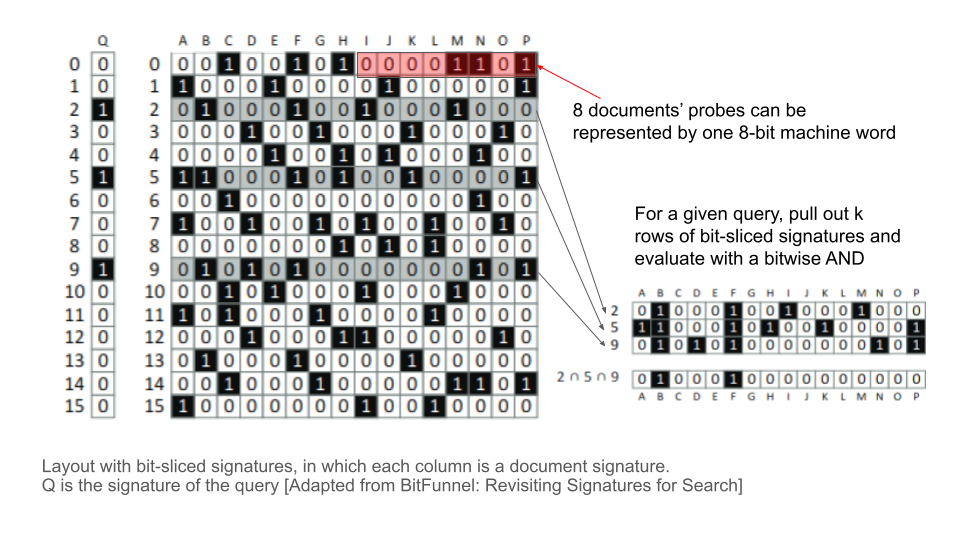 Q A B C D E F G H I J K L M N O P
0 0 0 0 0 1 0 0 1 0 1 0 0 0 0 1 1 0 1
1 0 1 1 0 0 0 1 0 0 0 0 1 0 0 0 0 0 1
2 1 2 0 1 0 0 0 1 0 0 1 0 0 0 1 0 0 0
3 0 3 0 0 0 1 0 0 1 0 0 0 1 0 0 0 1 0
4 0 4 0 0 0 0 1 0 0 1 0 1 0 0 0 1 0 0
5 1 5 1 1 0 0 0 1 0 1 0 0 1 0 0 0 0 1
6 0 6 0 0 1 0 0 0 0 0 0 0 0 0 0 1 0 0
7 0 7 1 0 0 1 0 0 1 0 1 0 0 1 0 0 1 0
8 0 8 0 0 0 0 0 0 0 1 0 1 0 1 0 0 0 0
9 1 9 0 1 0 1 0 1 0 0 0 0 0 0 0 1 0 1
10 0 10 0 0 1 0 1 0 0 0 1 0 0 0 1 0 0 0
11 0 11 1 0 1 0 0 0 1 0 0 0 0 1 0 0 0 0
12 0 12 0 0 0 1 0 0 0 1 1 0 0 0 0 0 1 0
13 0 13 0 1 0 0 0 1 0 0 0 0 1 0 0 0 0 0
14 0 14 0 0 1 0 0 0 1 0 0 0 0 0 1 1 0 1
15 0 15 1 0 0 0 0 0 0 0 1 0 0 1 0 0 0 0
8 documents’ probes can be
represented by one 8-bit machine word
For a given query, pull out k
rows of bit-sliced signatures and
evaluate with a bitwise AND
A B C D E F G H I J K L M N O P
2 0 1 0 0 0 1 0 0 1 0 0 0 1 0 0 0
5 1 1 0 0 0 1 0 1 0 0 1 0 0 0 0 1
9 0 1 0 1 0 1 0 0 0 0 0 0 0 1 0 1
2 ∩ 5 ∩ 9 0 1 0 0 0 1 0 0 0 0 0 0 0 0 0 0
A B C D E F G H I J K L M N O P
Layout with bit-sliced signatures, in which each column is a document signature.
Q is the signature of the query [Adapted from BitFunnel: Revisiting Signatures for Search]